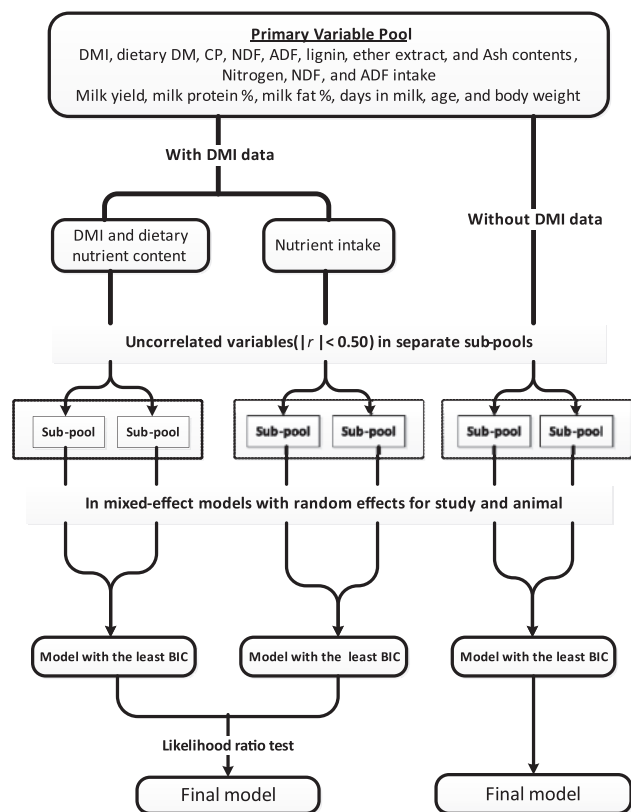 Primary Variable Pool
DMI, dietary DM, CP, NDF, ADF, lignin, ether extract, and Ash contents,
Nitrogen, NDF, and ADF intake
Milk yield, milk protein %, milk fat %, days in milk, age, and body weight
With DMI data
Without DMI data
DMI and dietary
nutrient content
Nutrient intake
Uncorrelated variables(|r|< 0.50) in separate sub-pools
Sub-pool
Sub-pool
Sub-pool
Sub-pool
Sub-pool
Sub-pool
In mixed-effect models with random effects for study and animal
Model with the least BIC
Model with the least BIC
Model with the least BIC
Likelihood ratio test
Final model
Final model